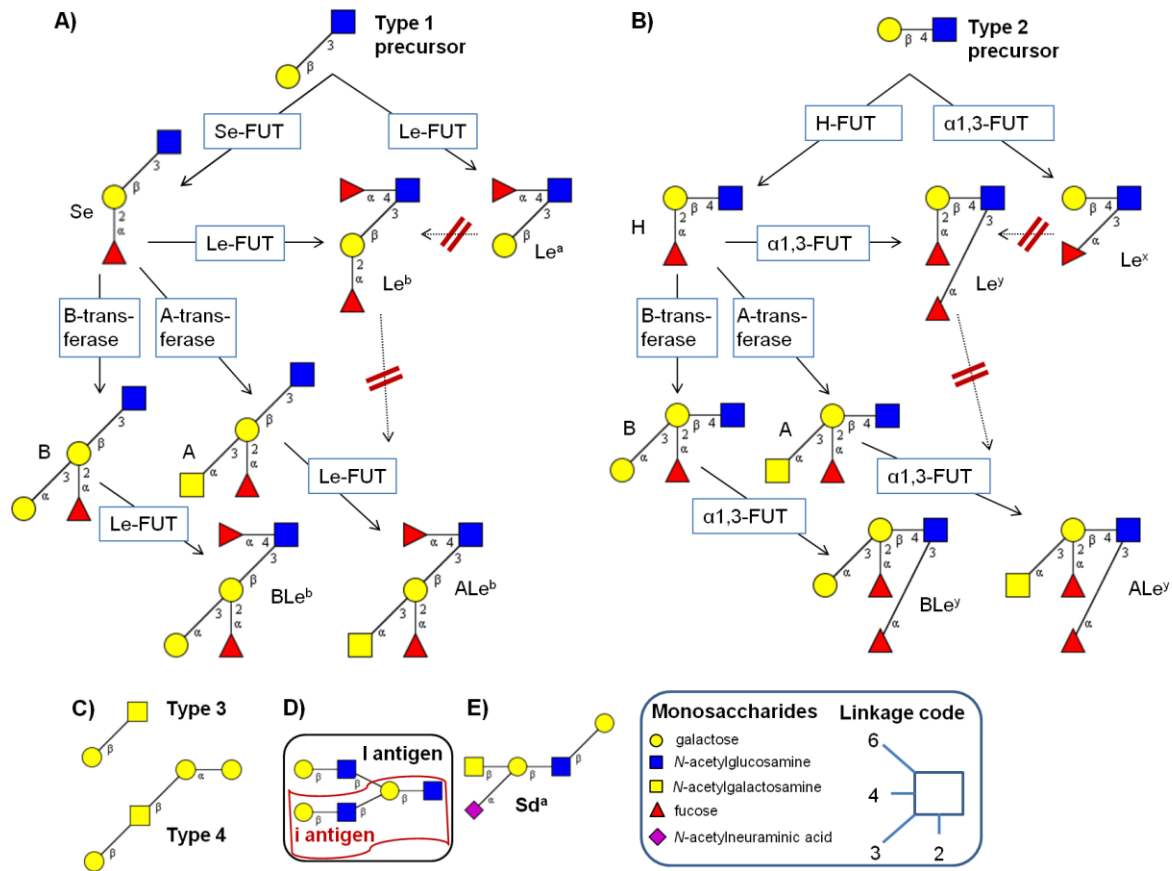 A)
Type 1
precursor
3
β
Se-FUT
Le-FUT
3
β
Se
2
α
α 4
3
β
2
α
Leᵇ
α 4
3
β
Leᵃ
Le-FUT
B-trans-
ferase
A-trans-
ferase
3
β
B
3
2
α
α
3
β
A
3
2
α
α
Le-FUT
Le-FUT
α 4
3
β
3
2
α
α
BLeᵇ
α 4
3
β
3
2
α
α
ALeᵇ
B)
β 4
Type 2
precursor
H-FUT
α1,3-FUT
β 4
H
2
α
β 4
3
2
α
α
Leʸ
β 4
3
α
Leˣ
α1,3-FUT
B-trans-
ferase
A-trans-
ferase
β 4
B
3
2
α
α
β 4
A
3
2
α
α
α1,3-FUT
α1,3-FUT
β 4
3
3
2
α
α
α
BLeʸ
β 4
3
3
2
α
α
α
ALeʸ
C)
Type 3
β
α
β
Type 4
β
D)
I antigen
β
β
β
β
β
i antigen
E)
β
β
β
α
Sdᵃ
Monosaccharides
galactose
N-acetylglucosamine
N-acetylgalactosamine
fucose
N-acetylneuraminic acid
Linkage code
6
4
3
2